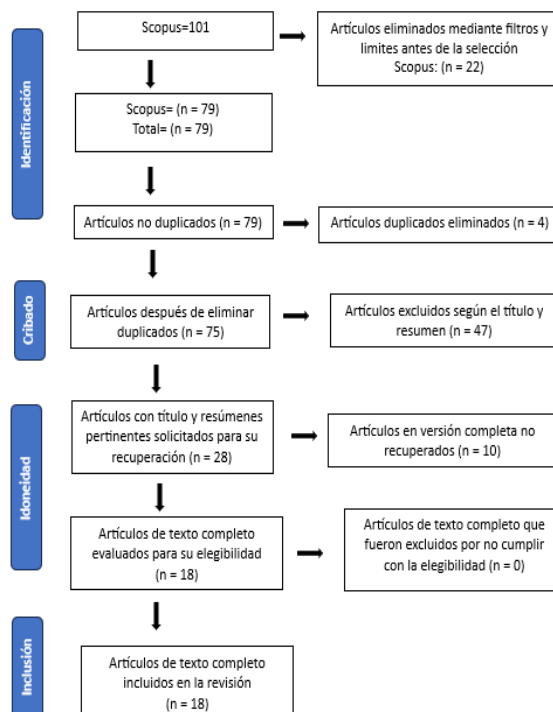 Identificación
Scopus=101
Artículos eliminados mediante filtros y
limites antes de la selección
Scopus: (n = 22)
Scopus= (n = 79)
Total= (n = 79)
Artículos no duplicados (n = 79)
Artículos duplicados eliminados (n = 4)
Cribado
Artículos después de eliminar
duplicados (n = 75)
Artículos excluidos según el título y
resumen (n = 47)
Idoneidad
Artículos con título y resúmenes
pertinentes solicitados para su
recuperación (n = 28)
Artículos en versión completa no
recuperados (n = 10)
Artículos de texto completo
evaluados para su elegibilidad
(n = 18)
Artículos de texto completo que
fueron excluidos por no cumplir
con la elegibilidad (n = 0)
Inclusión
Artículos de texto completo
incluidos en la revisión
(n = 18)